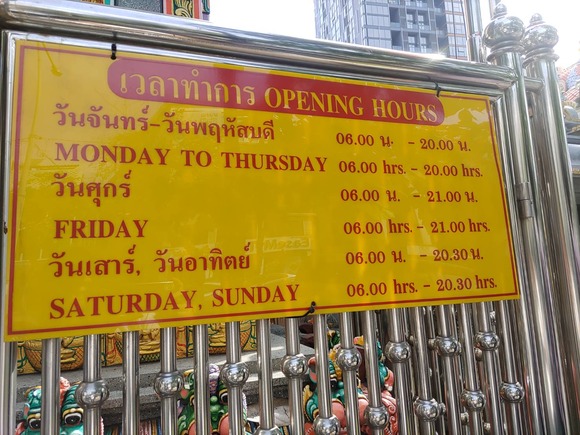 เวลาทำการ OPENING HOURS
วันจันทร์-วันพฤหัสบดี 06.00 น. - 20.00 น.
MONDAY TO THURSDAY 06.00 hrs. - 20.00 hrs.
วันศุกร์ 06.00 น. - 21.00 น.
FRIDAY 06.00 hrs. - 21.00 hrs.
วันเสาร์, วันอาทิตย์ 06.00 น. - 20.30 น.
SATURDAY, SUNDAY 06.00 hrs. - 20.30 hrs.